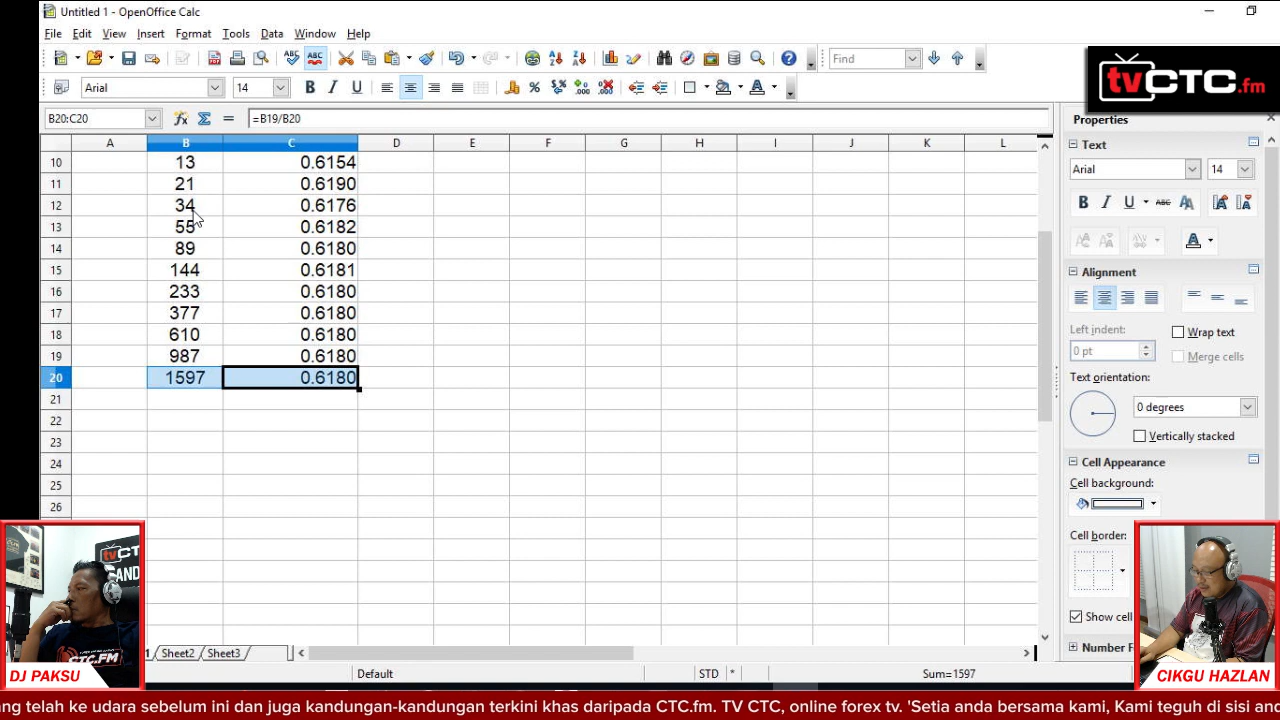 Untitled 1 - OpenOffice Calc
File Edit View Insert Format Tools Data Window Help
Find
tvCTC.fm
Arial 14
B20:C20 =B19/B20
Properties
A B C D E F G H I J K L
Text
Arial 14
10 13 0.6154
11 21 0.6190
12 34 0.6176
13 55 0.6182
14 89 0.6180
15 144 0.6181
16 233 0.6180
17 377 0.6180
18 610 0.6180
19 987 0.6180
20 1597 0.6180
21
22
23
24
25
26
Alignment
Left indent:
Wrap text
0 pt
Merge cells
Text orientation:
0 degrees
Vertically stacked
Cell Appearance
Cell background:
Cell border:
Show cell
Number F
1 Sheet2 Sheet3
Default STD * Sum=1597
CTC.FM
DJ PAKSU
CIKGU HAZLAN
ang telah ke udara sebelum ini dan juga kandungan-kandungan terkini khas daripada CTC.fm. TV CTC, online forex tv. 'Setia anda bersama kami, Kami teguh di sisi and